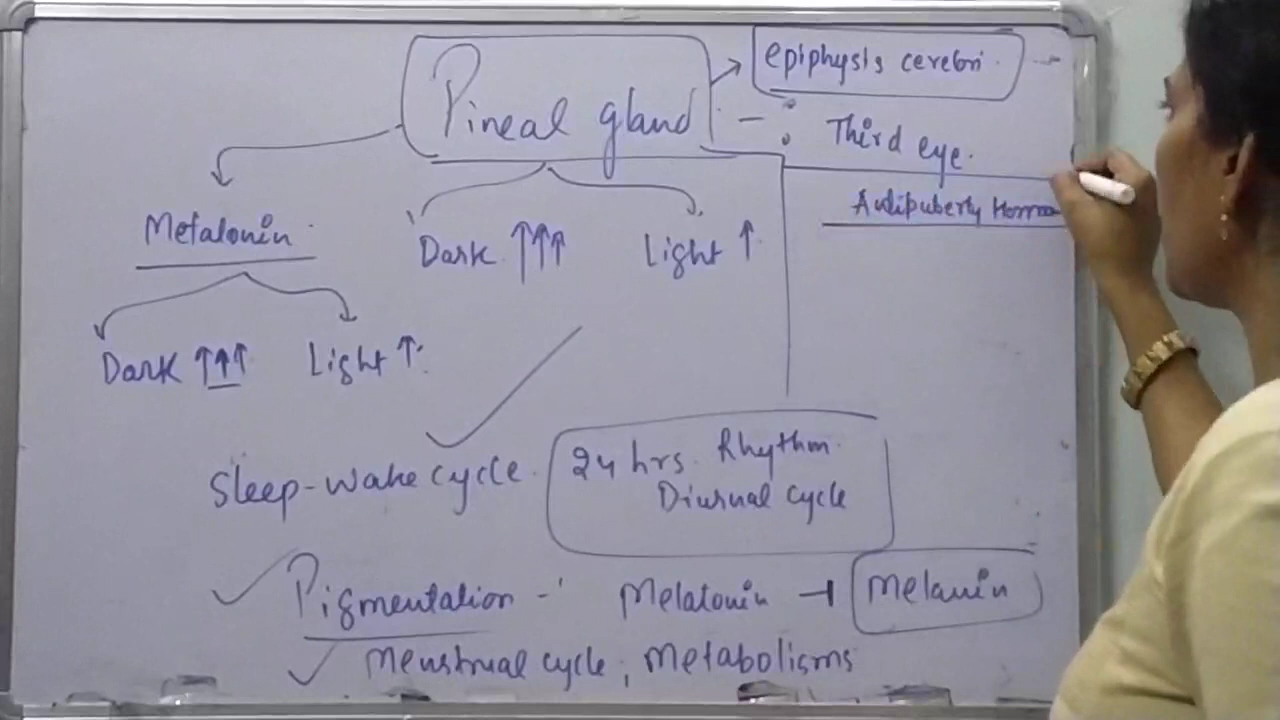 epiphysis cerebri
Pineal gland - : Third eye.
Antipuberty Hormo
Metalonin
Dark ↑↑↑ Light ↑
Dark ↑↑↑ Light ↑
Sleep-wake cycle. 24 hrs. Rhythm
Diurnal cycle
Pigmentation - Melatonin ⊣ Melanin
Menstrual cycle, Metabolisms